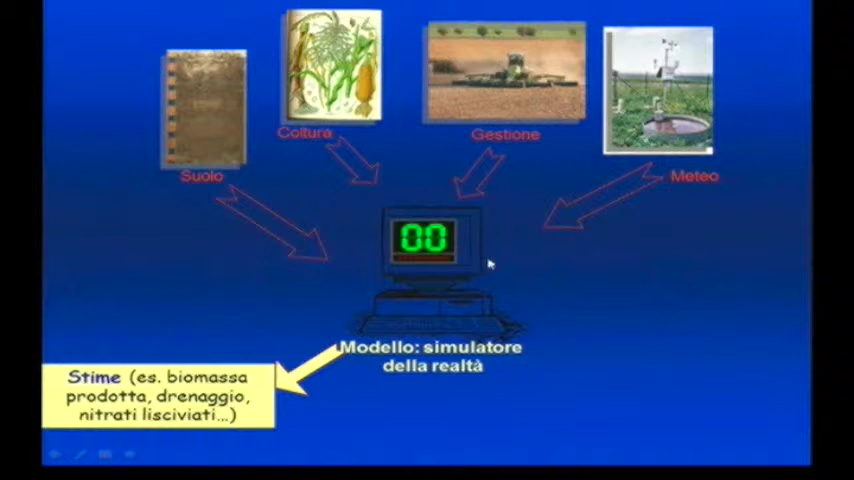 Coltura
Gestione
Suolo
Meteo
00
Modello: simulatore
della realtà
Stime (es. biomassa
prodotta, drenaggio,
nitrati lisciviati...)